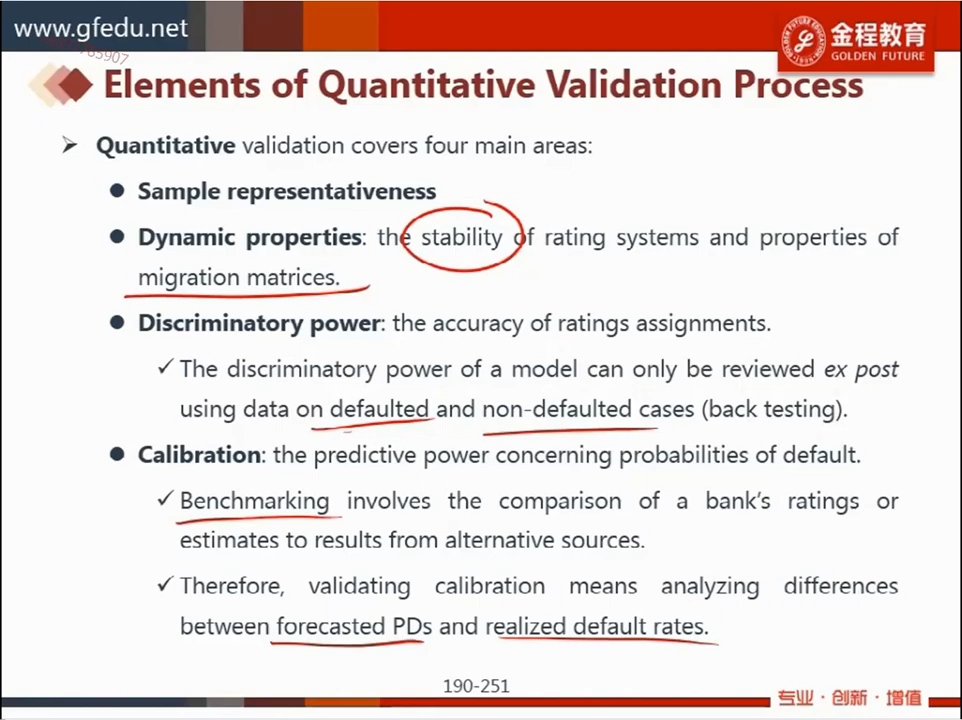 www.gfedu.net
765907
金程教育
GOLDEN FUTURE
Elements of Quantitative Validation Process
➢ Quantitative validation covers four main areas:
● Sample representativeness
● Dynamic properties: the stability of rating systems and properties of
migration matrices.
● Discriminatory power: the accuracy of ratings assignments.
✓ The discriminatory power of a model can only be reviewed ex post
using data on defaulted and non-defaulted cases (back testing).
● Calibration: the predictive power concerning probabilities of default.
✓ Benchmarking involves the comparison of a bank's ratings or
estimates to results from alternative sources.
✓ Therefore, validating calibration means analyzing differences
between forecasted PDs and realized default rates.
190-251
专业·创新·增值